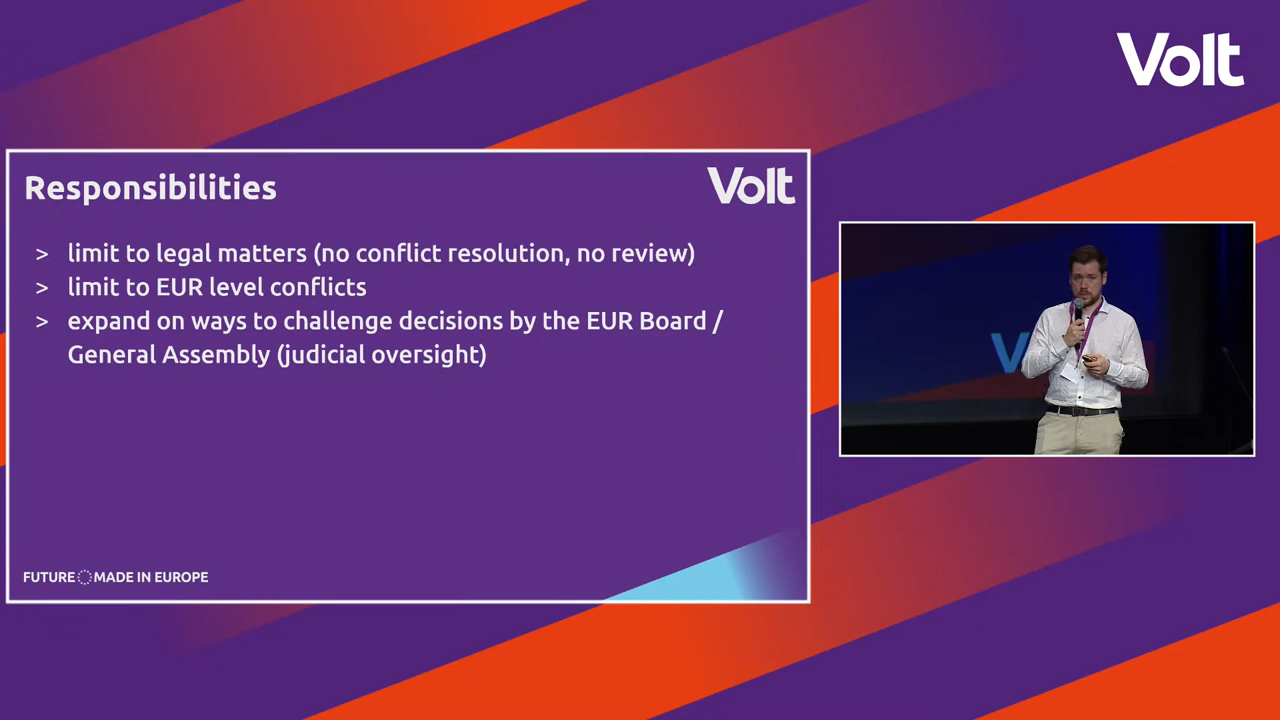 Volt
Responsibilities
Volt
> limit to legal matters (no conflict resolution, no review)
> limit to EUR level conflicts
> expand on ways to challenge decisions by the EUR Board /
General Assembly (judicial oversight)
FUTURE MADE IN EUROPE
V